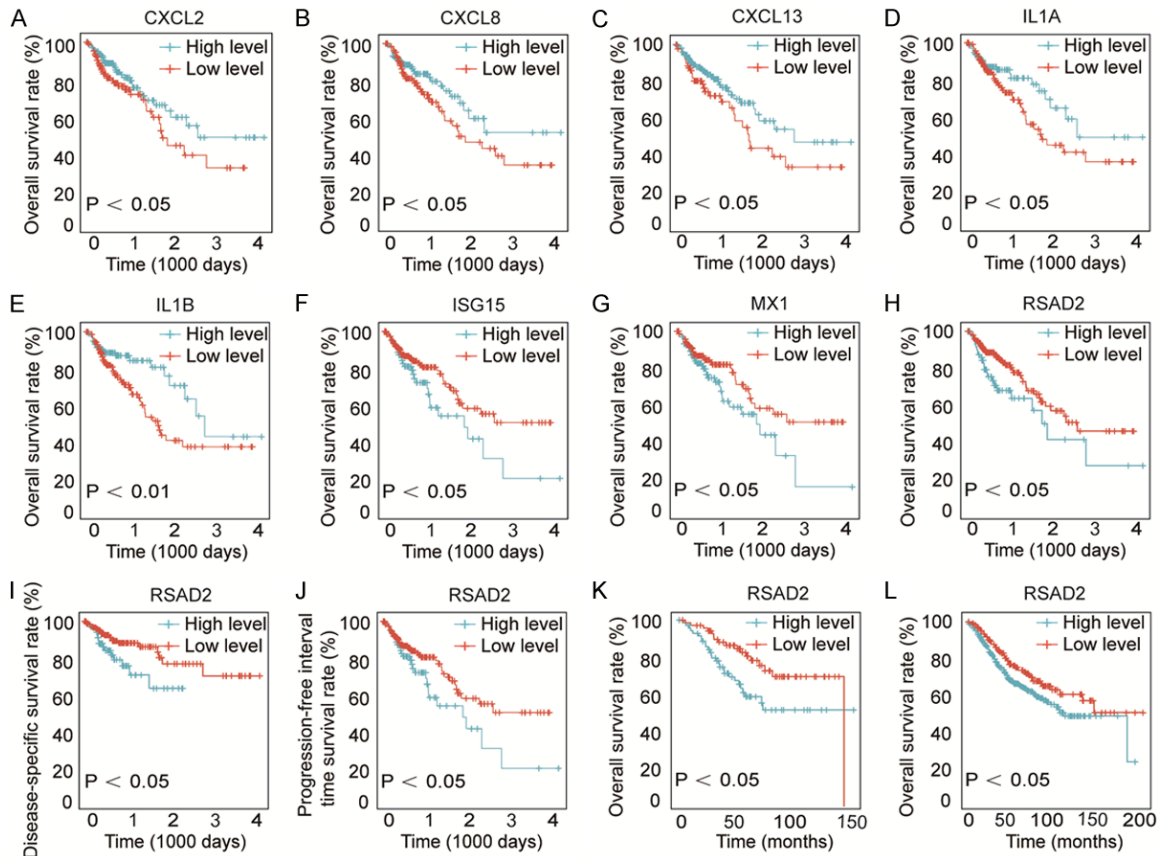 A
CXCL2
Overall survival rate (%)
100
80
60
40
20
0
High level
Low level
P < 0.05
0 1 2 3 4
Time (1000 days)
B
CXCL8
Overall survival rate (%)
100
80
60
40
20
0
High level
Low level
P < 0.05
0 1 2 3 4
Time (1000 days)
C
CXCL13
Overall survival rate (%)
100
80
60
40
20
0
High level
Low level
P < 0.05
0 1 2 3 4
Time (1000 days)
D
IL1A
Overall survival rate (%)
100
80
60
40
20
0
High level
Low level
P < 0.05
0 1 2 3 4
Time (1000 days)
E
IL1B
Overall survival rate (%)
100
80
60
40
20
0
High level
Low level
P < 0.01
0 1 2 3 4
Time (1000 days)
F
ISG15
Overall survival rate (%)
100
80
60
40
20
0
High level
Low level
P < 0.05
0 1 2 3 4
Time (1000 days)
G
MX1
Overall survival rate (%)
100
80
60
40
20
0
High level
Low level
P < 0.05
0 1 2 3 4
Time (1000 days)
H
RSAD2
Overall survival rate (%)
100
80
60
40
20
0
High level
Low level
P < 0.05
0 1 2 3 4
Time (1000 days)
I
RSAD2
Disease-specific survival rate (%)
100
80
60
40
20
0
High level
Low level
P < 0.05
0 1 2 3 4
Time (1000 days)
J
RSAD2
Progression-free interval
time survival rate (%)
100
80
60
40
20
0
High level
Low level
P < 0.05
0 1 2 3 4
Time (1000 days)
K
RSAD2
Overall survival rate (%)
100
80
60
40
20
0
High level
Low level
P < 0.05
0 50 100 150
Time (months)
L
RSAD2
Overall survival rate (%)
100
80
60
40
20
0
High level
Low level
P < 0.05
0 50 100 150 200
Time (months)